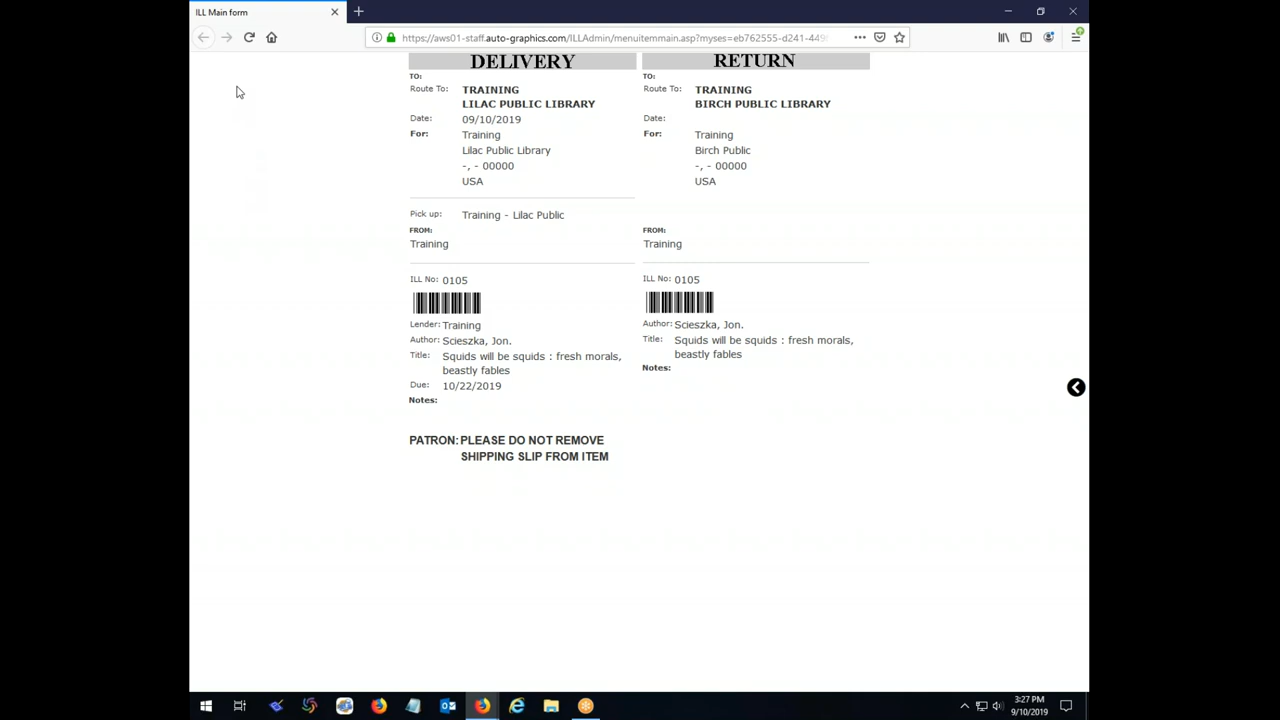 ILL Main form
https://aws01-staff.auto-graphics.com/ILLAdmin/menuitemmain.asp?myses=eb762555-d241-449
DELIVERY
TO:
Route To: TRAINING
LILAC PUBLIC LIBRARY
Date: 09/10/2019
For: Training
Lilac Public Library
-, - 00000
USA
Pick up: Training - Lilac Public
FROM:
Training
ILL No: 0105
Lender: Training
Author: Scieszka, Jon.
Title: Squids will be squids : fresh morals,
beastly fables
Due: 10/22/2019
Notes:
PATRON: PLEASE DO NOT REMOVE
SHIPPING SLIP FROM ITEM
RETURN
TO:
Route To: TRAINING
BIRCH PUBLIC LIBRARY
Date:
For: Training
Birch Public
-, - 00000
USA
FROM:
Training
ILL No: 0105
Author: Scieszka, Jon.
Title: Squids will be squids : fresh morals,
beastly fables
Notes:
3:27 PM
9/10/2019